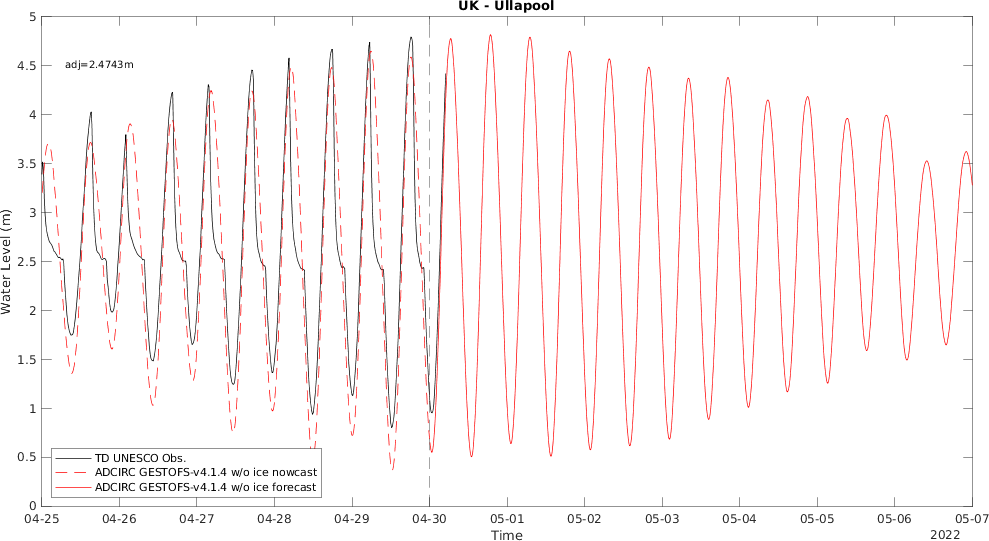 UK - Ullapool
adj=2.4743m
Water Level (m)
5
4.5
4
3.5
3
2.5
2
1.5
1
0.5
0
TD UNESCO Obs.
ADCIRC GESTOFS-v4.1.4 w/o ice nowcast
ADCIRC GESTOFS-v4.1.4 w/o ice forecast
04-25 04-26 04-27 04-28 04-29 04-30 05-01 05-02 05-03 05-04 05-05 05-06 05-07
Time
2022